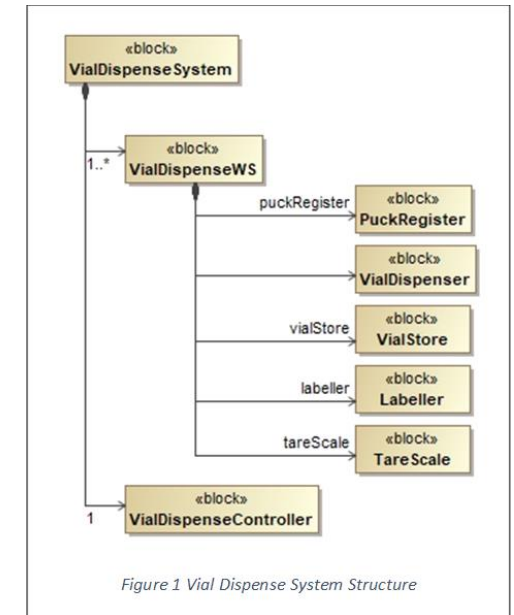 «block»
VialDispenseSystem
1..*
«block»
VialDispenseWS
puckRegister
«block»
PuckRegister
«block»
VialDispenser
vialStore
«block»
VialStore
labeller
«block»
Labeller
tareScale
«block»
TareScale
1
«block»
VialDispenseController
Figure 1 Vial Dispense System Structure